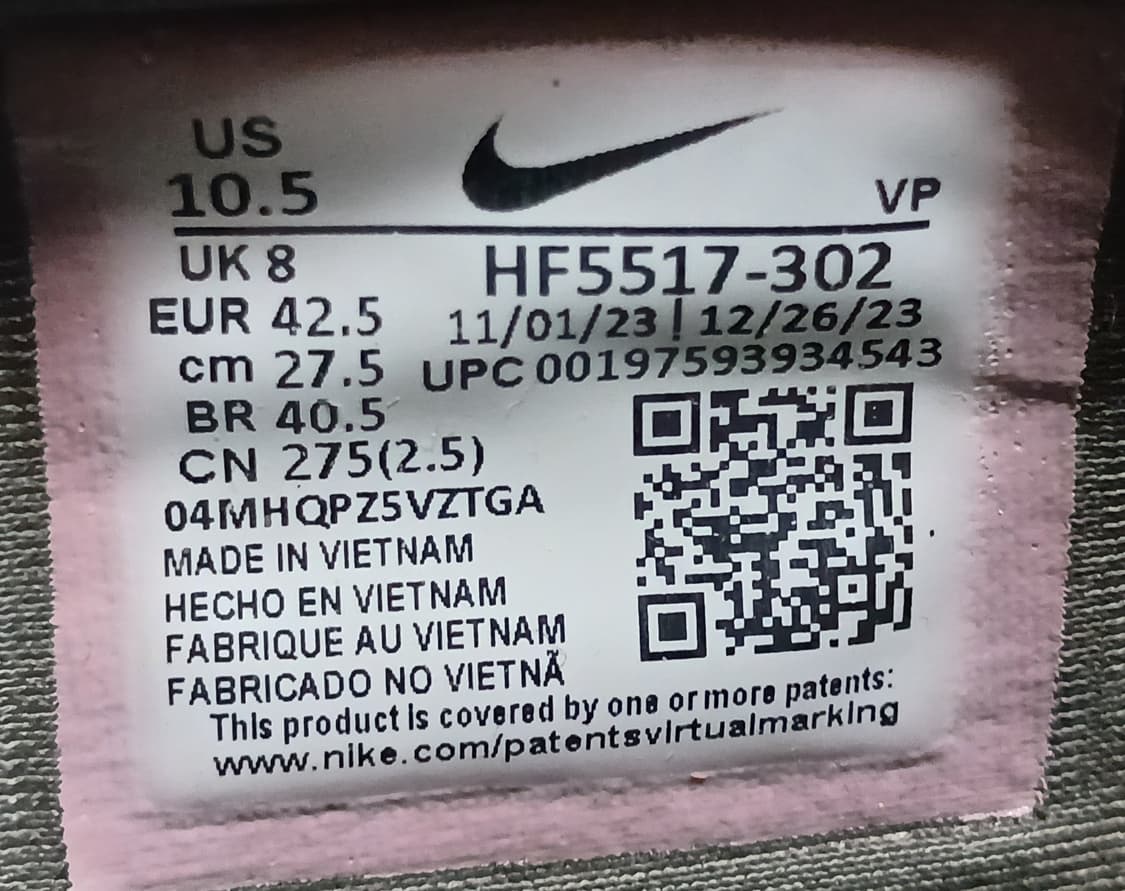 US
10.5
VP
UK 8
HF5517-302
EUR 42.5
11/01/23 | 12/26/23
cm 27.5
UPC 00197593934543
BR 40.5
CN 275(2.5)
04MHQPZ5VZTGA
MADE IN VIETNAM
HECHO EN VIETNAM
FABRIQUE AU VIETNAM
FABRICADO NO VIETNÃ
This product is covered by one or more patents:
www.nike.com/patentsvirtualmarking